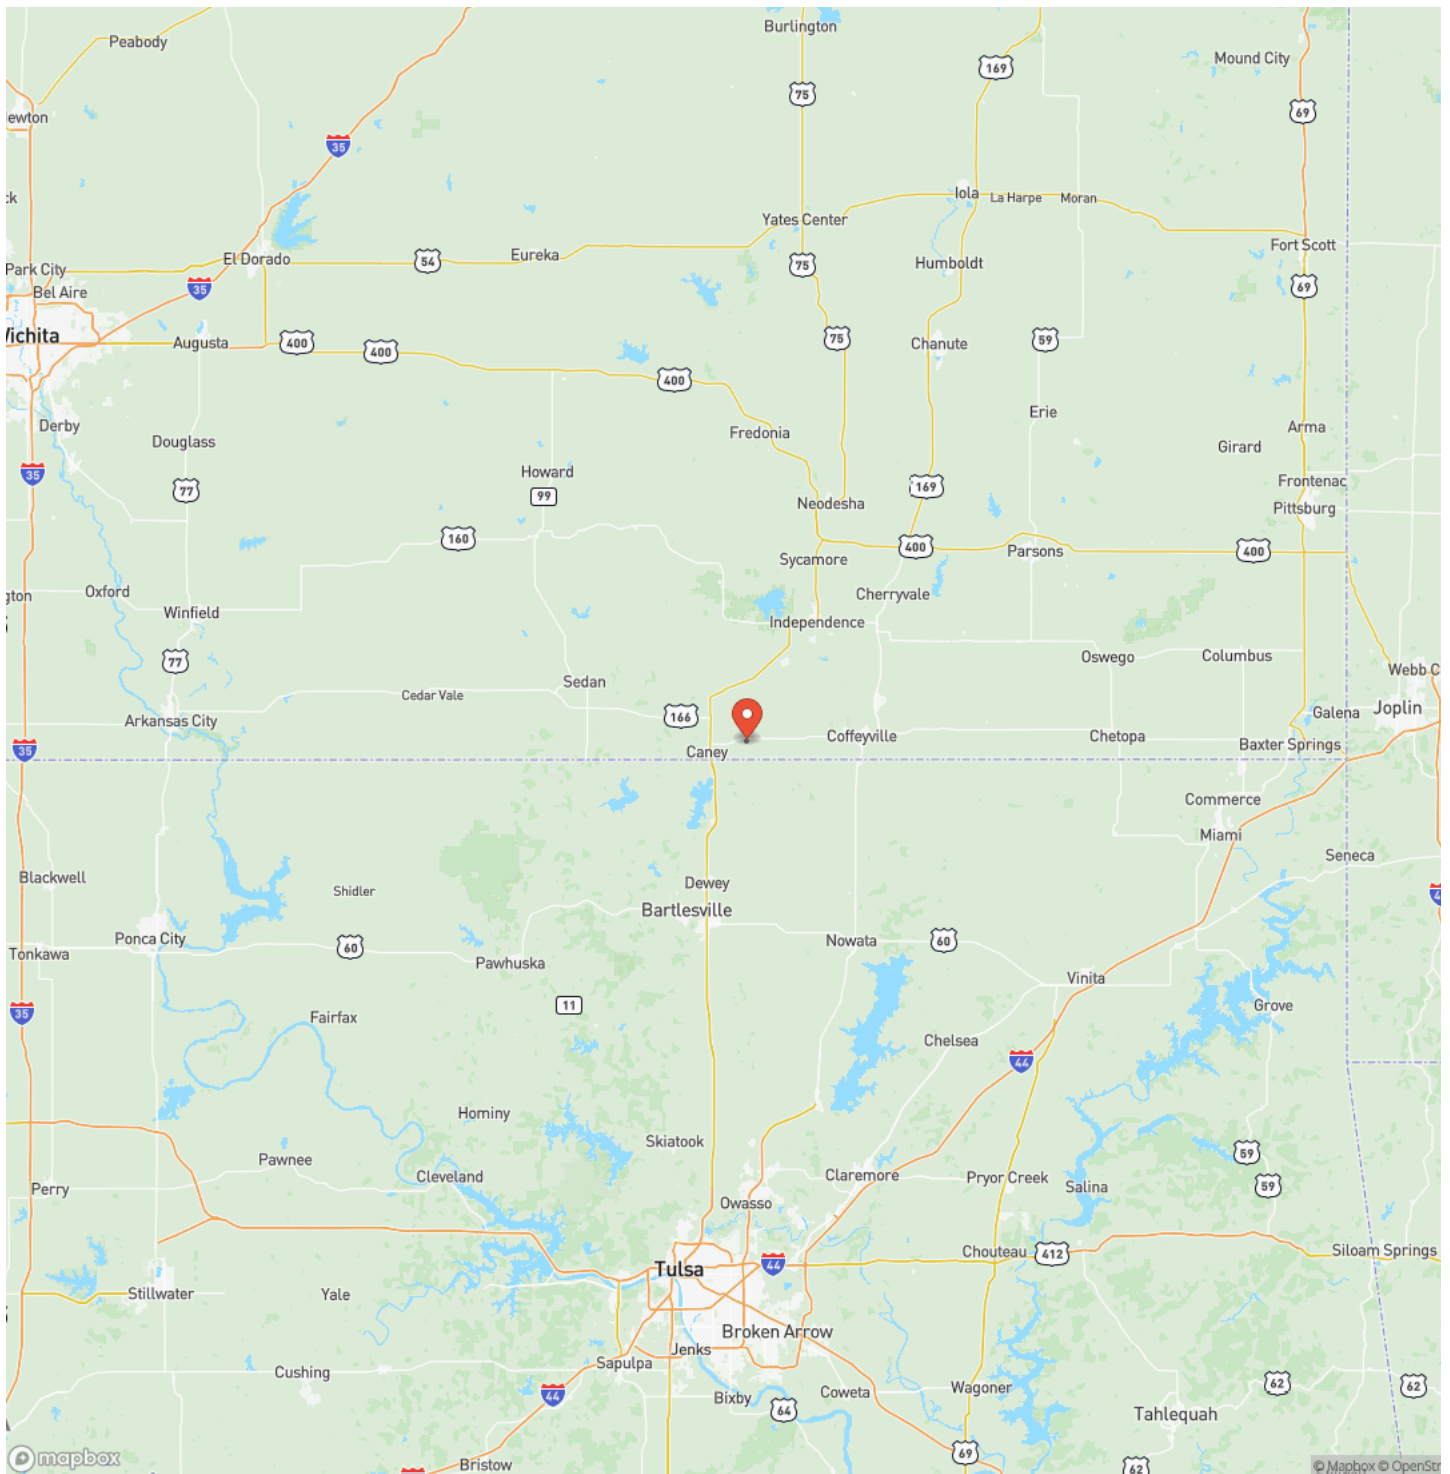 Burlington
Peabody
Mound City
169
75
69
ewton
35
Iola
La Harpe
Moran
ck
Yates Center
Fort Scott
Eureka
El Dorado
54
Humboldt
75
Park City
35
Bel Aire
69
Wichita
Augusta
400
400
75
Chanute
59
400
Erie
Derby
Arma
Fredonia
Douglass
Girard
Howard
35
Frontenac
77
99
169
Neodesha
Pittsburg
160
400
Parsons
400
Sycamore
Oxford
gton
Cherryvale
Winfield
Independence
77
Oswego
Columbus
Webb C
Sedan
Cedar Vale
Joplin
Galena
166
Arkansas City
Coffeyville
Chetopa
35
Caney
Baxter Springs
Commerce
Miami
Seneca
Blackwell
Dewey
Shidler
4
Bartlesville
Ponca City
60
Nowata
60
Tonkawa
Pawhuska
Vinita
11
Grove
35
Fairfax
Chelsea
44
Hominy
Skiatook
59
Pawnee
Cleveland
Claremore
Pryor Creek
59
Perry
Salina
Owasso
Chouteau
412
Siloam Springs
44
Tulsa
Stillwater
Yale
Broken Arrow
Jenks
Cushing
Sapulpa
62
62
Wagoner
44
Coweta
Bixby
64
Tahlequah
69
mapbox
Bristow
62
© Mapbox © OpenStr